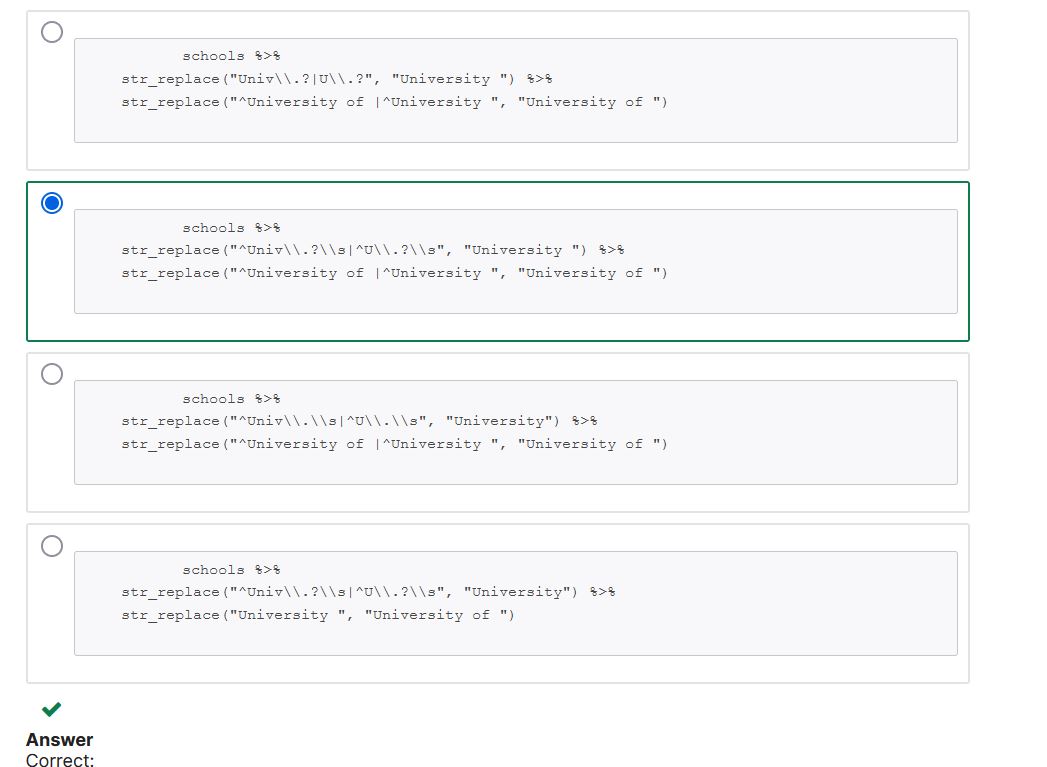 schools %>%
str_replace("Univ\\.?|U\\.?", "University ") %>%
str_replace("^University of |^University ", "University of ")
schools %>%
str_replace("^Univ\\.?\\s|^U\\.?\\s", "University ") %>%
str_replace("^University of |^University ", "University of ")
schools %>%
str_replace("^Univ\\.\\s|^U\\.\\s", "University") %>%
str_replace("^University of |^University ", "University of ")
schools %>%
str_replace("^Univ\\.?\\s|^U\\.?\\s", "University") %>%
str_replace("University ", "University of ")
Answer
Correct: